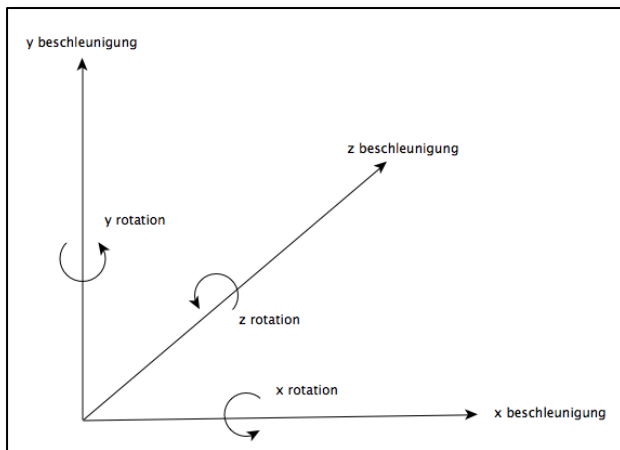 y beschleunigung
z beschleunigung
y rotation
z rotation
x rotation
x beschleunigung